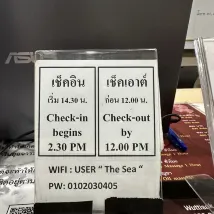 ASUS
เช็คอิน
เริ่ม 14.30 น.
Check-in
begins
2.30 PM
เช็คเอาต์
ก่อน 12.00 น.
Check-out
by
12.00 PM
WIFI : USER " The Sea "
PW: 0102030405